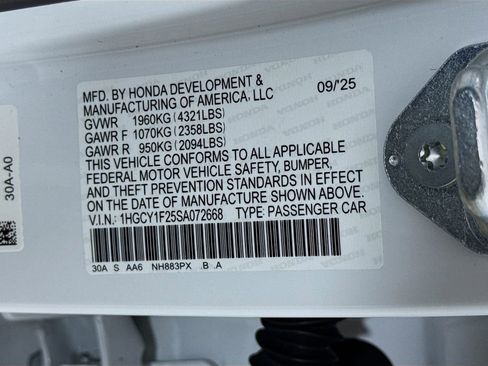 MFD. BY HONDA DEVELOPMENT &
MANUFACTURING OF AMERICA, LLC 09/25
GVWR 1960KG (4321LBS)
GAWR F 1070KG (2358LBS)
GAWR R 950KG (2094LBS)
THIS VEHICLE CONFORMS TO ALL APPLICABLE
FEDERAL MOTOR VEHICLE SAFETY, BUMPER,
AND THEFT PREVENTION STANDARDS IN EFFECT
ON THE DATE OF MANUFACTURE SHOWN ABOVE.
V.I.N.: 1HGCY1F25SA072668 TYPE: PASSENGER CAR
30A S AA6 NH883PX .B .A
30A-A0